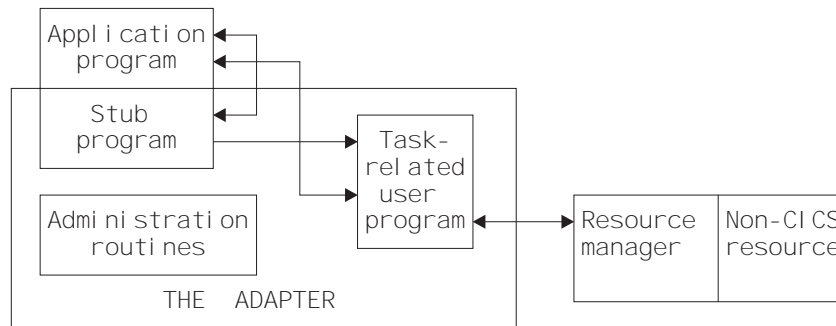 Application
program
Stub
program
Task-
related
user
program
Administration
routines
Resource
manager
Non-CICS
resource
THE ADAPTER